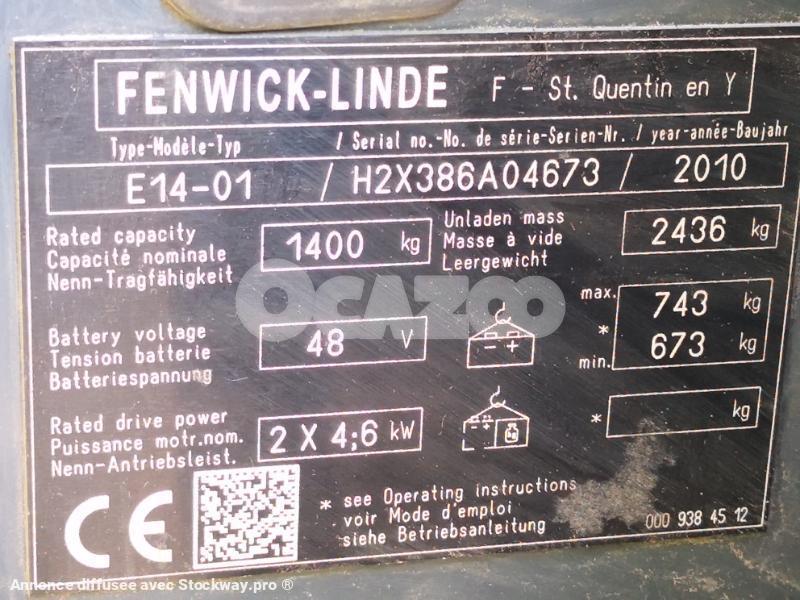 FENWICK-LINDE F - St. Quentin en Y
Type-Modèle-Typ / Serial no.-No. de série-Serien-Nr. / year-année-Baujahr
E14-01 / H2X386A04673 / 2010
Rated capacity
Capacité nominale
Nenn-Tragfähigkeit
1400 kg
Unladen mass
Masse à vide
Leergewicht
2436 kg
OCAZOO
Battery voltage
Tension batterie
Batteriespannung
48 V
- +
max. 743 kg
*
min. 673 kg
Rated drive power
Puissance motr.nom.
Nenn-Antriebsleist.
2 X 4;6 kW
- + kg
* kg
CE
* see Operating instructions
voir Mode d'emploi
siehe Betriebsanleitung
000 938 45 12
Annonce diffusée avec Stockway.pro ®